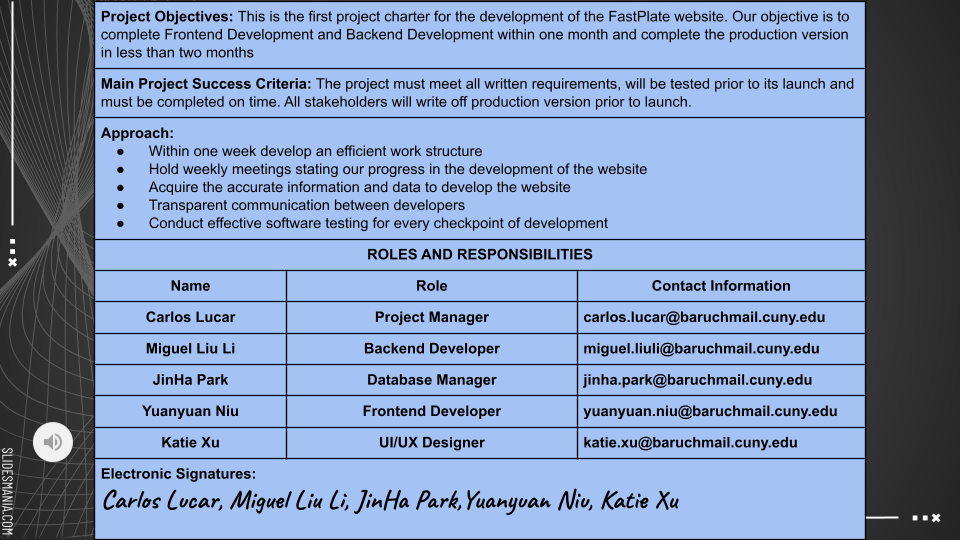 Project Objectives: This is the first project charter for the development of the FastPlate website. Our objective is to
complete Frontend Development and Backend Development within one month and complete the production version
in less than two months
Main Project Success Criteria: The project must meet all written requirements, will be tested prior to its launch and
must be completed on time. All stakeholders will write off production version prior to launch.
Approach:
● Within one week develop an efficient work structure
● Hold weekly meetings stating our progress in the development of the website
● Acquire the accurate information and data to develop the website
● Transparent communication between developers
● Conduct effective software testing for every checkpoint of development
ROLES AND RESPONSIBILITIES
Name Role Contact Information
Carlos Lucar Project Manager carlos.lucar@baruchmail.cuny.edu
Miguel Liu Li Backend Developer miguel.liuli@baruchmail.cuny.edu
JinHa Park Database Manager jinha.park@baruchmail.cuny.edu
Yuanyuan Niu Frontend Developer yuanyuan.niu@baruchmail.cuny.edu
Katie Xu UI/UX Designer katie.xu@baruchmail.cuny.edu
Electronic Signatures:
Carlos Lucar, Miguel Liu Li, JinHa Park,Yuanyuan Niu, Katie Xu
SLIDESMANIA.COM